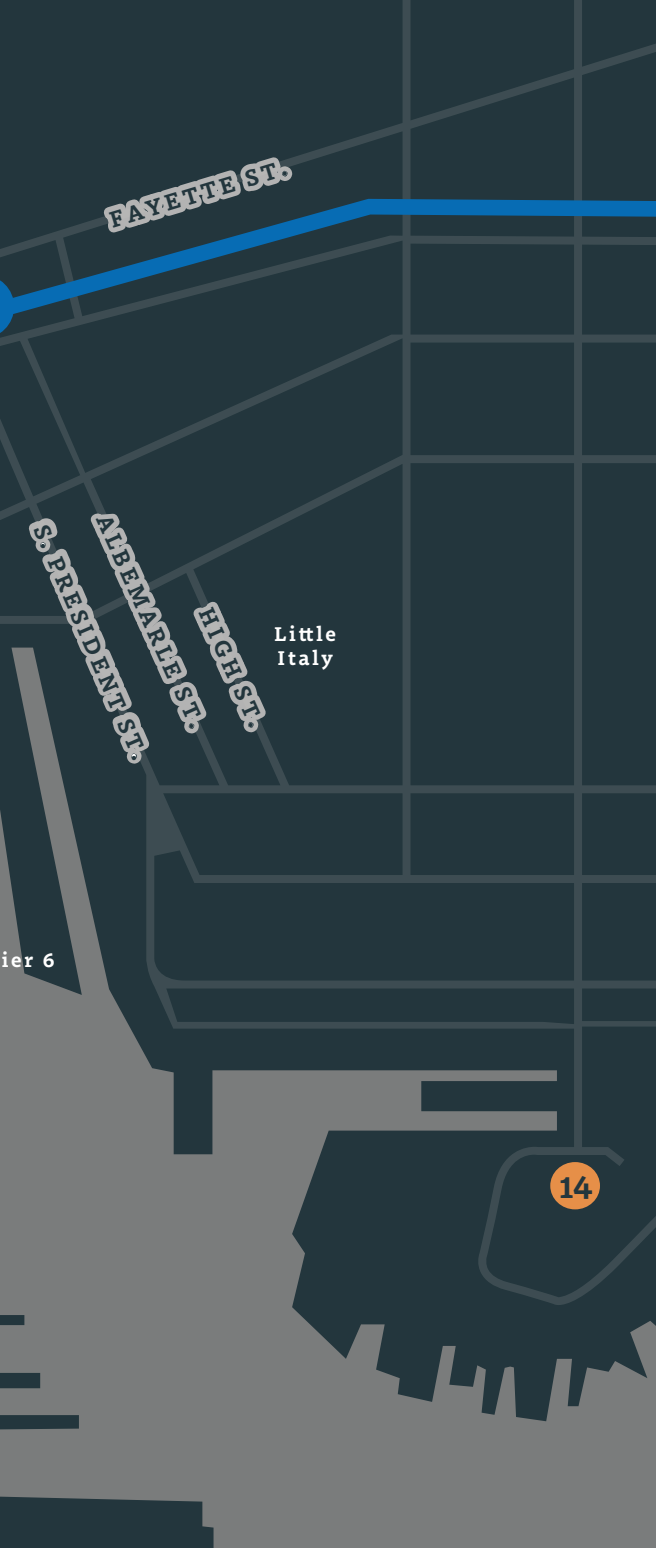 FAYETTE ST.
S. PRESIDENT ST.
ALBEMARLE ST.
HIGH ST.
Little
Italy
ier 6
14